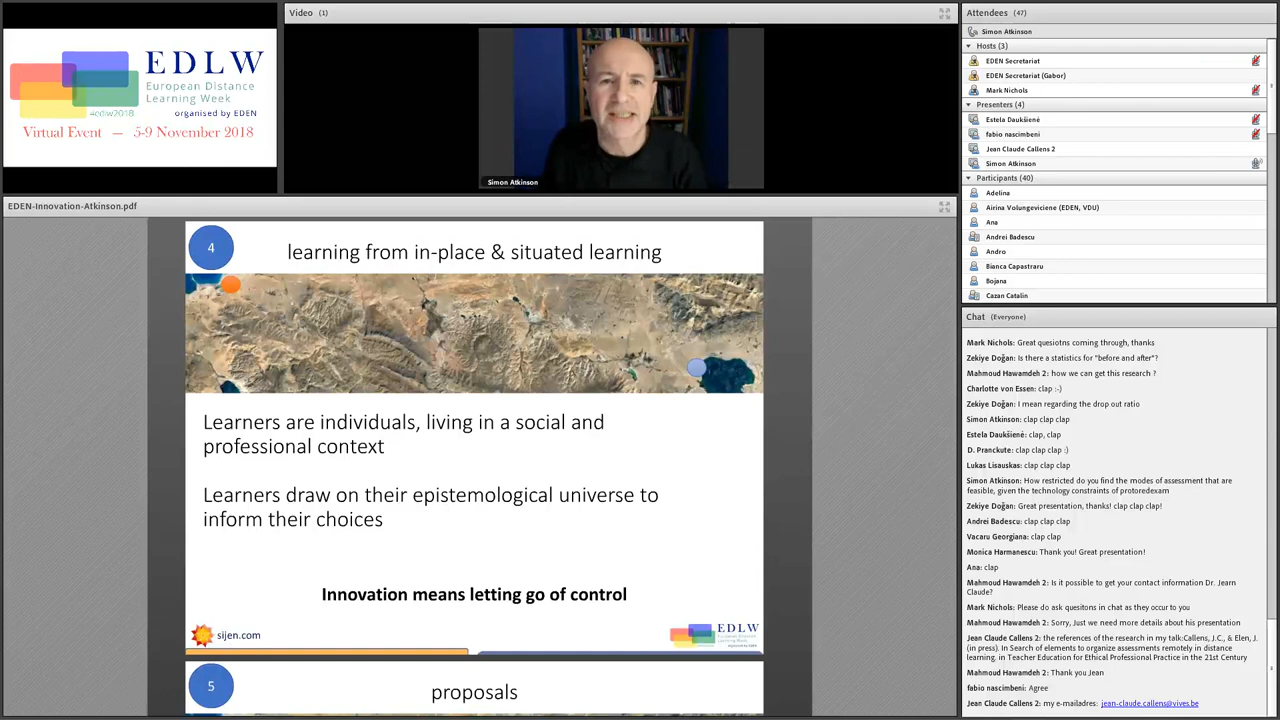 EDLW
European Distance
Learning Week
#edlw2018
organised by EDEN
Virtual Event — 5-9 November 2018
Video (1)
Simon Atkinson
EDEN-Innovation-Atkinson.pdf
4
learning from in-place & situated learning
Learners are individuals, living in a social and
professional context
Learners draw on their epistemological universe to
inform their choices
Innovation means letting go of control
sijen.com
EDLW
5
proposals
Attendees (47)
Simon Atkinson
Hosts (3)
EDEN Secretariat
EDEN Secretariat (Gabor)
Mark Nichols
Presenters (4)
Estela Daukšienė
fabio nascimbeni
Jean Claude Callens 2
Simon Atkinson
Participants (40)
Adelina
Airina Volungeviciene (EDEN, VDU)
Ana
Andrei Badescu
Andro
Bianca Capastraru
Bojana
Cazan Catalin
Chat (Everyone)
Mark Nichols: Great quesiotns coming through, thanks
Zekiye Doğan: Is there a statistics for "before and after"?
Mahmoud Hawamdeh 2: how we can get this research ?
Charlotte von Essen: clap :-)
Zekiye Doğan: I mean regarding the drop out ratio
Simon Atkinson: clap clap clap
Estela Daukšienė: clap, clap
D. Pranckute: clap clap clap :)
Lukas Lisauskas: clap clap clap
Simon Atkinson: How restricted do you find the modes of assessment that are
feasible, given the technology constraints of protoredexam
Zekiye Doğan: Great presentation, thanks! clap clap clap!
Andrei Badescu: clap clap clap
Vacaru Georgiana: clap clap
Monica Harmanescu: Thank you! Great presentation!
Ana: clap
Mahmoud Hawamdeh 2: Is it possible to get your contact information Dr. Jearn
Claude?
Mark Nichols: Please do ask quesitons in chat as they occur to you
Mahmoud Hawamdeh 2: Sorry, Just we need more details about his presentation
Jean Claude Callens 2: the references of the research in my talk:Callens, J.C., & Elen, J.
(in press). In Search of elements to organize assessments remotely in distance
learning. in Teacher Education for Ethical Professional Practice in the 21st Century
Mahmoud Hawamdeh 2: Thank you Jean
fabio nascimbeni: Agree
Jean Claude Callens 2: my e-mailadres: jean-claude.callens@vives.be